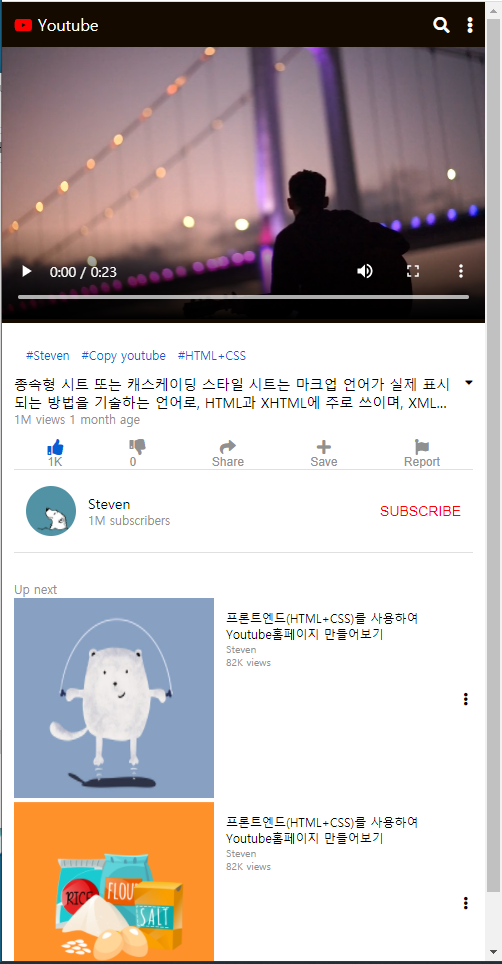 Youtube
0:00 / 0:23
#Steven #Copy youtube #HTML+CSS
종속형 시트 또는 캐스케이딩 스타일 시트는 마크업 언어가 실제 표시
되는 방법을 기술하는 언어로, HTML과 XHTML에 주로 쓰이며, XML...
1M views 1 month ago
1K 0 Share Save Report
Steven
1M subscribers
SUBSCRIBE
Up next
프론트엔드(HTML+CSS)를 사용하여
Youtube홈페이지 만들어보기
Steven
82K views
프론트엔드(HTML+CSS)를 사용하여
Youtube홈페이지 만들어보기
Steven
82K views
RICE
FLOU
SALT